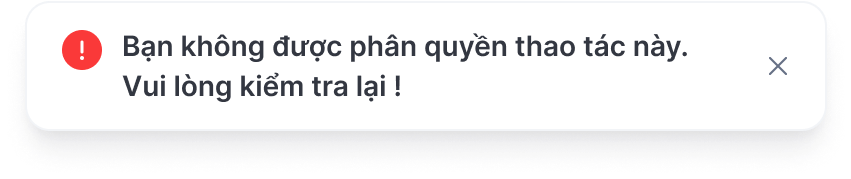 Bạn không được phân quyền thao tác này.
Vui lòng kiểm tra lại !